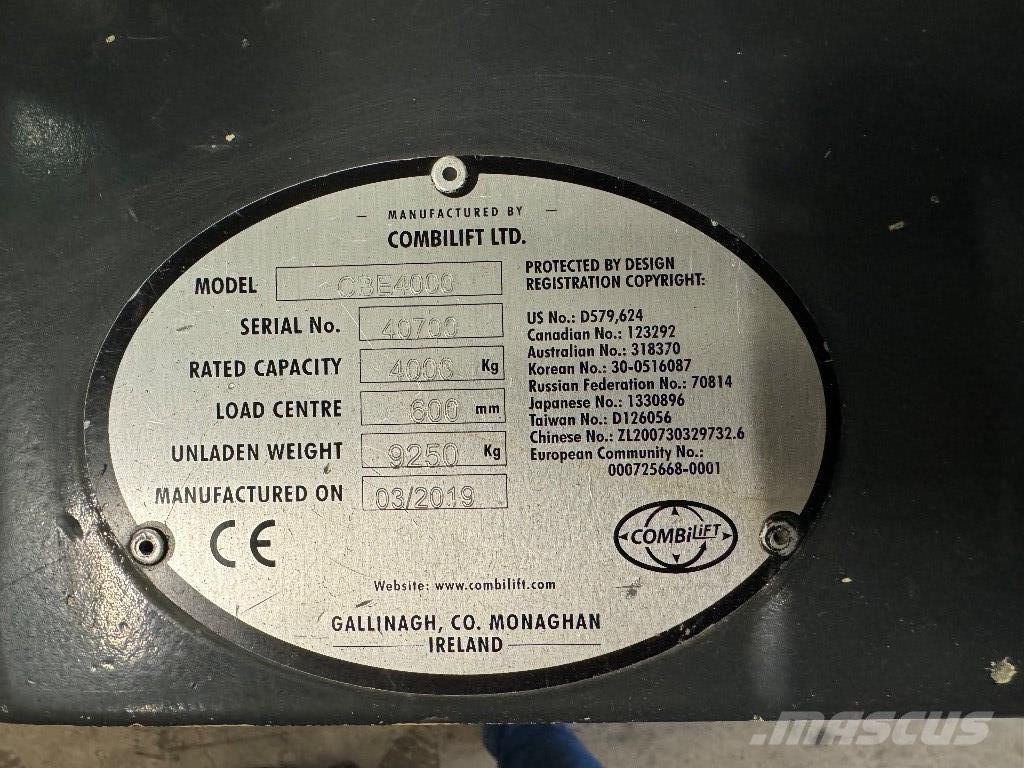 MANUFACTURED BY
COMBILIFT LTD.
MODEL C3E4000
SERIAL No. 40700
RATED CAPACITY 4000 Kg
LOAD CENTRE 600 mm
UNLADEN WEIGHT 9250 Kg
MANUFACTURED ON 03/2019
CE
PROTECTED BY DESIGN
REGISTRATION COPYRIGHT:
US No.: D579,624
Canadian No.: 123292
Australian No.: 318370
Korean No.: 30-0516087
Russian Federation No.: 70814
Japanese No.: 1330896
Taiwan No.: D126056
Chinese No.: ZL200730329732.6
European Community No.:
000725668-0001
COMBiLiFT
Website: www.combilift.com
GALLINAGH, CO. MONAGHAN
IRELAND
MASCUS